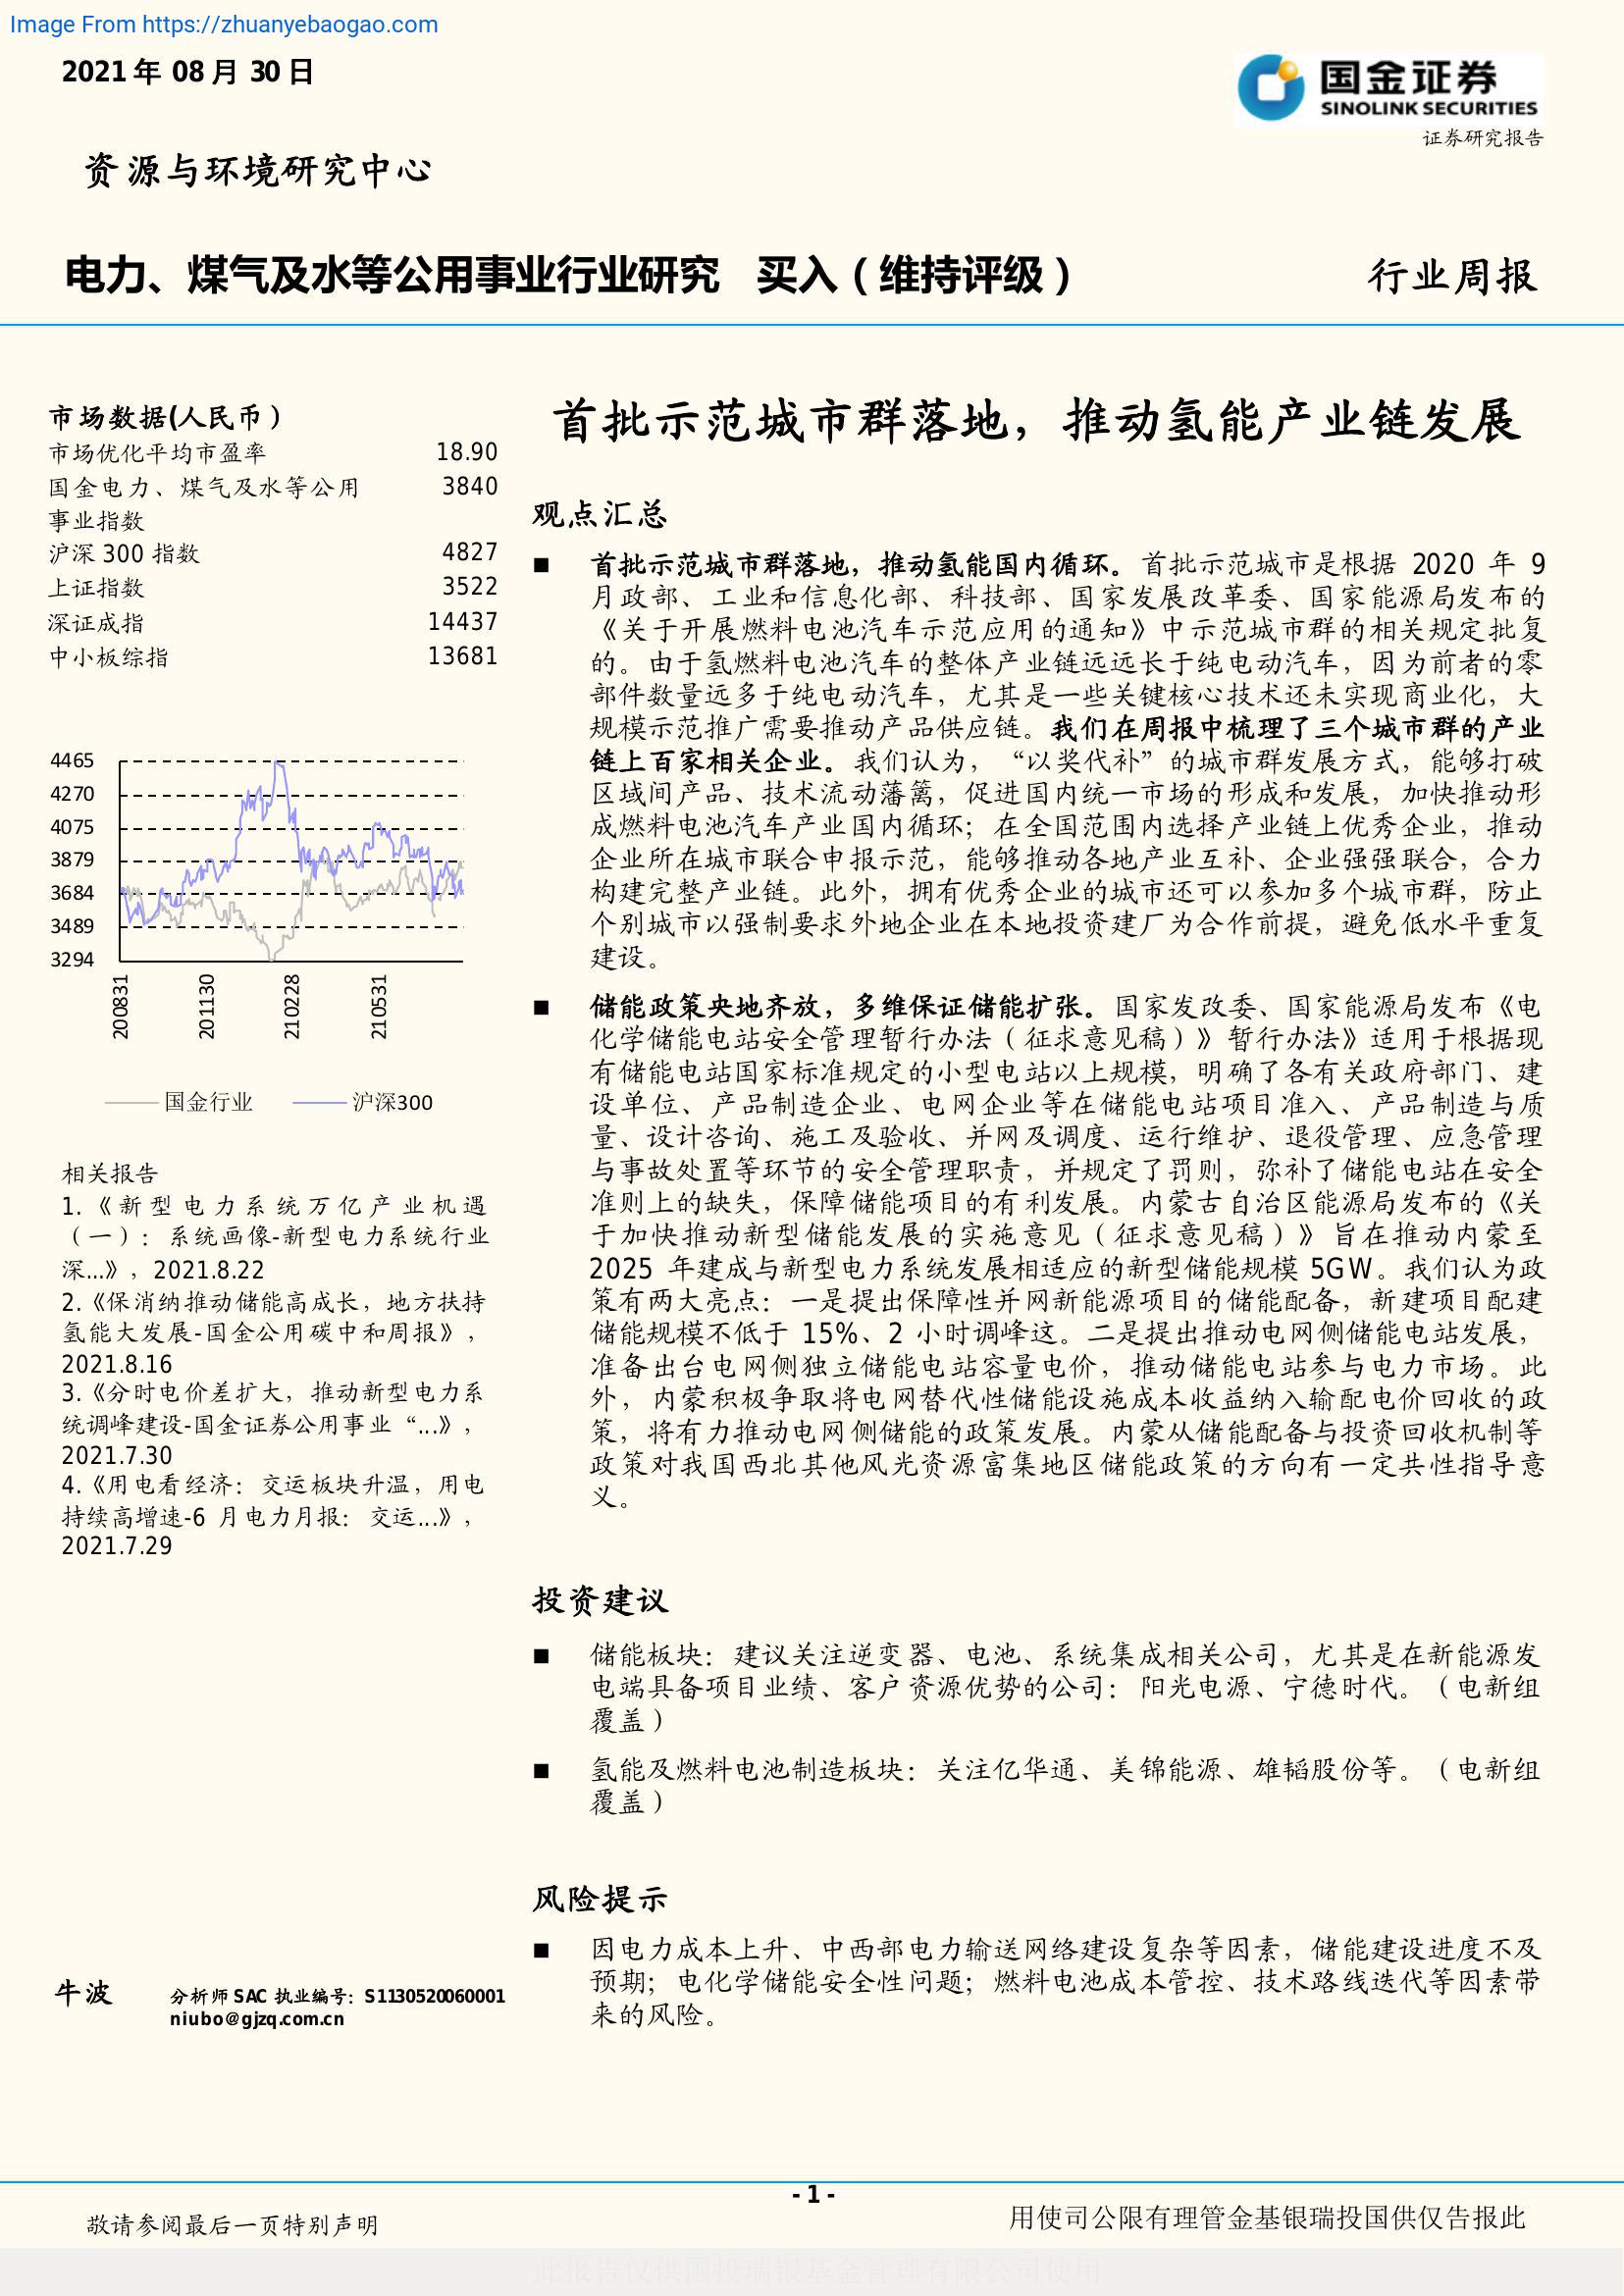 Image From https://zhuanyebaogao.com
2021 年 08 月 30 日
国金证券
SINOLINK SECURITIES
证券研究报告
资源与环境研究中心
电力、煤气及水等公用事业行业研究 买入（维持评级）
行业周报
市场数据(人民币）
市场优化平均市盈率 18.90
国金电力、煤气及水等公用 3840
事业指数
沪深 300 指数 4827
上证指数 3522
深证成指 14437
中小板综指 13681
4465
4270
4075
3879
3684
3489
3294
200831
201130
210228
210531
国金行业 沪深300
相关报告
1.《新型电力系统万亿产业机遇
（一）：系统画像-新型电力系统行业
深...》，2021.8.22
2.《保消纳推动储能高成长，地方扶持
氢能大发展-国金公用碳中和周报》，
2021.8.16
3.《分时电价差扩大，推动新型电力系
统调峰建设-国金证券公用事业“...》，
2021.7.30
4.《用电看经济：交运板块升温，用电
持续高增速-6 月电力月报：交运...》，
2021.7.29
牛波 分析师 SAC 执业编号：S1130520060001
niubo@gjzq.com.cn
首批示范城市群落地，推动氢能产业链发展
观点汇总
■ 首批示范城市群落地，推动氢能国内循环。首批示范城市是根据 2020 年 9
月政部、工业和信息化部、科技部、国家发展改革委、国家能源局发布的
《关于开展燃料电池汽车示范应用的通知》中示范城市群的相关规定批复
的。由于氢燃料电池汽车的整体产业链远远长于纯电动汽车，因为前者的零
部件数量远多于纯电动汽车，尤其是一些关键核心技术还未实现商业化，大
规模示范推广需要推动产品供应链。我们在周报中梳理了三个城市群的产业
链上百家相关企业。我们认为，“以奖代补”的城市群发展方式，能够打破
区域间产品、技术流动藩篱，促进国内统一市场的形成和发展，加快推动形
成燃料电池汽车产业国内循环；在全国范围内选择产业链上优秀企业，推动
企业所在城市联合申报示范，能够推动各地产业互补、企业强强联合，合力
构建完整产业链。此外，拥有优秀企业的城市还可以参加多个城市群，防止
个别城市以强制要求外地企业在本地投资建厂为合作前提，避免低水平重复
建设。
■ 储能政策央地齐放，多维保证储能扩张。国家发改委、国家能源局发布《电
化学储能电站安全管理暂行办法（征求意见稿）》暂行办法》适用于根据现
有储能电站国家标准规定的小型电站以上规模，明确了各有关政府部门、建
设单位、产品制造企业、电网企业等在储能电站项目准入、产品制造与质
量、设计咨询、施工及验收、并网及调度、运行维护、退役管理、应急管理
与事故处置等环节的安全管理职责，并规定了罚则，弥补了储能电站在安全
准则上的缺失，保障储能项目的有利发展。内蒙古自治区能源局发布的《关
于加快推动新型储能发展的实施意见（征求意见稿）》旨在推动内蒙至
2025 年建成与新型电力系统发展相适应的新型储能规模 5GW。我们认为政
策有两大亮点：一是提出保障性并网新能源项目的储能配备，新建项目配建
储能规模不低于 15%、2 小时调峰这。二是提出推动电网侧储能电站发展，
准备出台电网侧独立储能电站容量电价，推动储能电站参与电力市场。此
外，内蒙积极争取将电网替代性储能设施成本收益纳入输配电价回收的政
策，将有力推动电网侧储能的政策发展。内蒙从储能配备与投资回收机制等
政策对我国西北其他风光资源富集地区储能政策的方向有一定共性指导意
义。
投资建议
■ 储能板块：建议关注逆变器、电池、系统集成相关公司，尤其是在新能源发
电端具备项目业绩、客户资源优势的公司：阳光电源、宁德时代。（电新组
覆盖）
■ 氢能及燃料电池制造板块：关注亿华通、美锦能源、雄韬股份等。（电新组
覆盖）
风险提示
■ 因电力成本上升、中西部电力输送网络建设复杂等因素，储能建设进度不及
预期；电化学储能安全性问题；燃料电池成本管控、技术路线迭代等因素带
来的风险。
- 1 -
敬请参阅最后一页特别声明
用使司公限有理管金基银瑞投国供仅告报此
此报告仅供国投瑞银基金管理有限公司使用